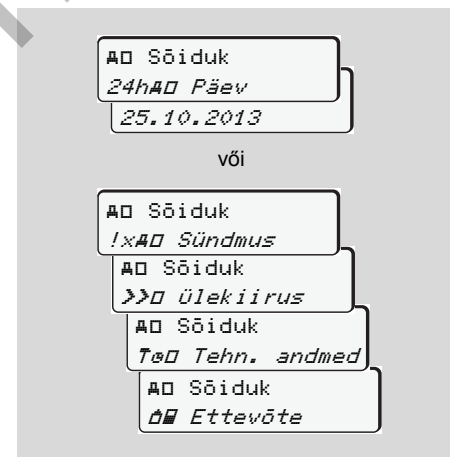 Sõiduk
24h Päev
25.10.2013
või
Sõiduk
!x Sündmus
Sõiduk
>> Ülekiirus
Sõiduk
Tehn. andmed
Sõiduk
Ettevõte